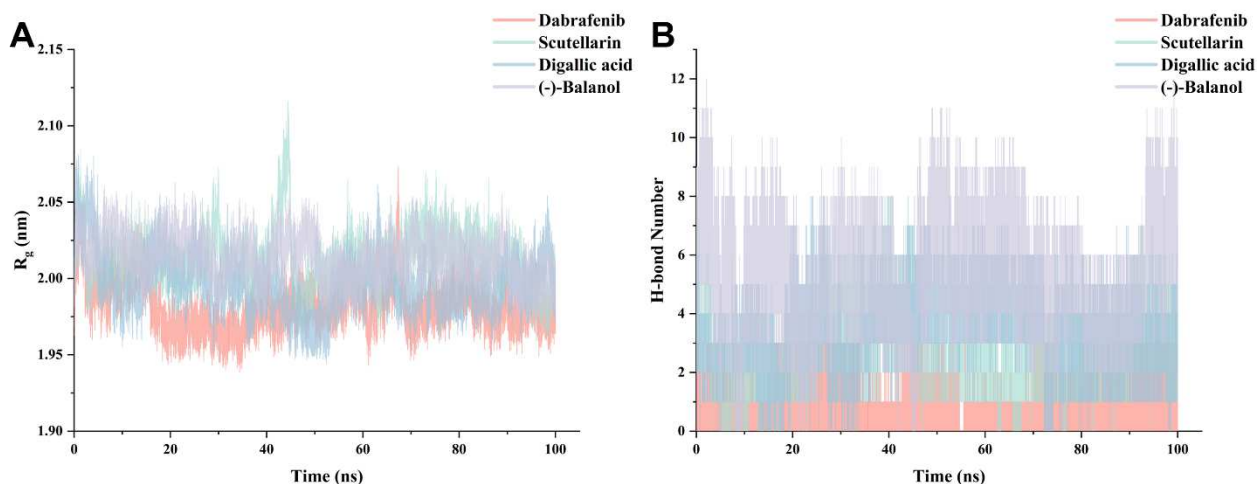 A
Dabrafenib
Scutellarin
Digallic acid
(-)-Balanol
2.15
2.10
2.05
2.00
1.95
1.90
Rg (nm)
0 20 40 60 80 100
Time (ns)
B
Dabrafenib
Scutellarin
Digallic acid
(-)-Balanol
12
10
8
6
4
2
0
H-bond Number
0 20 40 60 80 100
Time (ns)